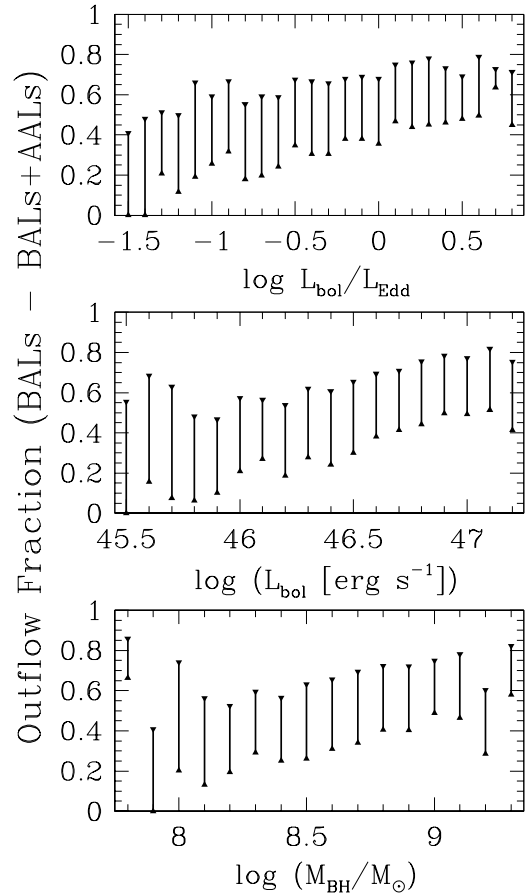 Outflow Fraction (BALs − BALs+AALs)
1
0.8
0.6
0.4
0.2
0
−1.5 −1 −0.5 0 0.5
log L_bol/L_Edd
1
0.8
0.6
0.4
0.2
0
45.5 46 46.5 47
log (L_bol [erg s⁻¹])
1
0.8
0.6
0.4
0.2
0
8 8.5 9
log (M_BH/M_⊙)